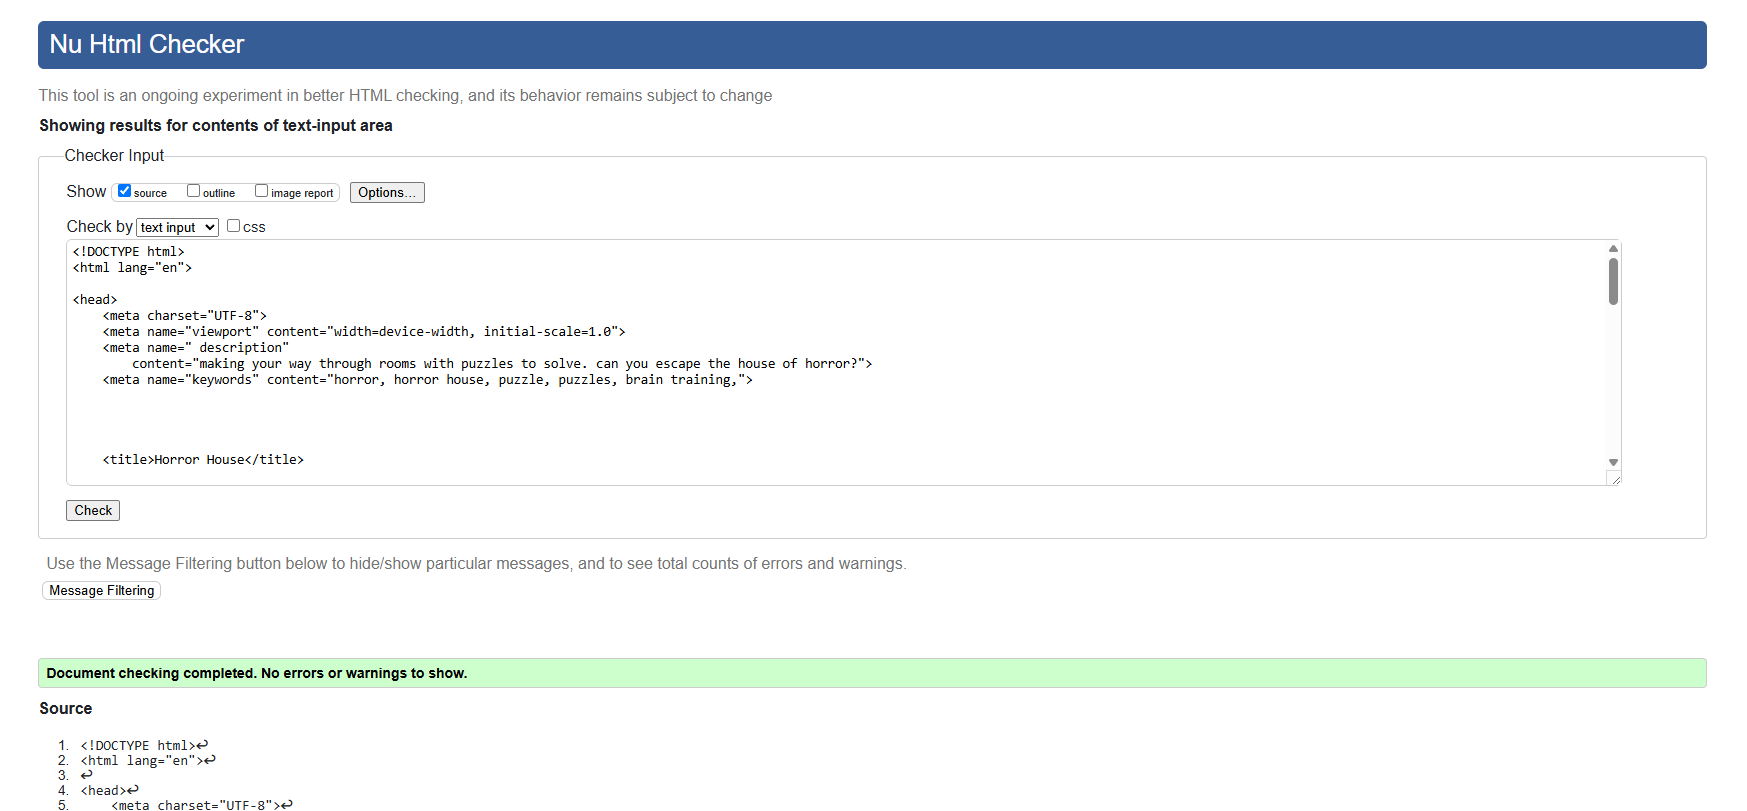 Nu Html Checker
This tool is an ongoing experiment in better HTML checking, and its behavior remains subject to change
Showing results for contents of text-input area
Checker Input
Show source outline image report Options...
Check by text input css
<!DOCTYPE html>
<html lang="en">
<head>
<meta charset="UTF-8">
<meta name="viewport" content="width=device-width, initial-scale=1.0">
<meta name=" description"
content="making your way through rooms with puzzles to solve. can you escape the house of horror?">
<meta name="keywords" content="horror, horror house, puzzle, puzzles, brain training,">
<title>Horror House</title>
Check
Use the Message Filtering button below to hide/show particular messages, and to see total counts of errors and warnings.
Message Filtering
Document checking completed. No errors or warnings to show.
Source
1. <!DOCTYPE html>↩
2. <html lang="en">↩
3. ↩
4. <head>↩
5. <meta charset="UTF-8">↩